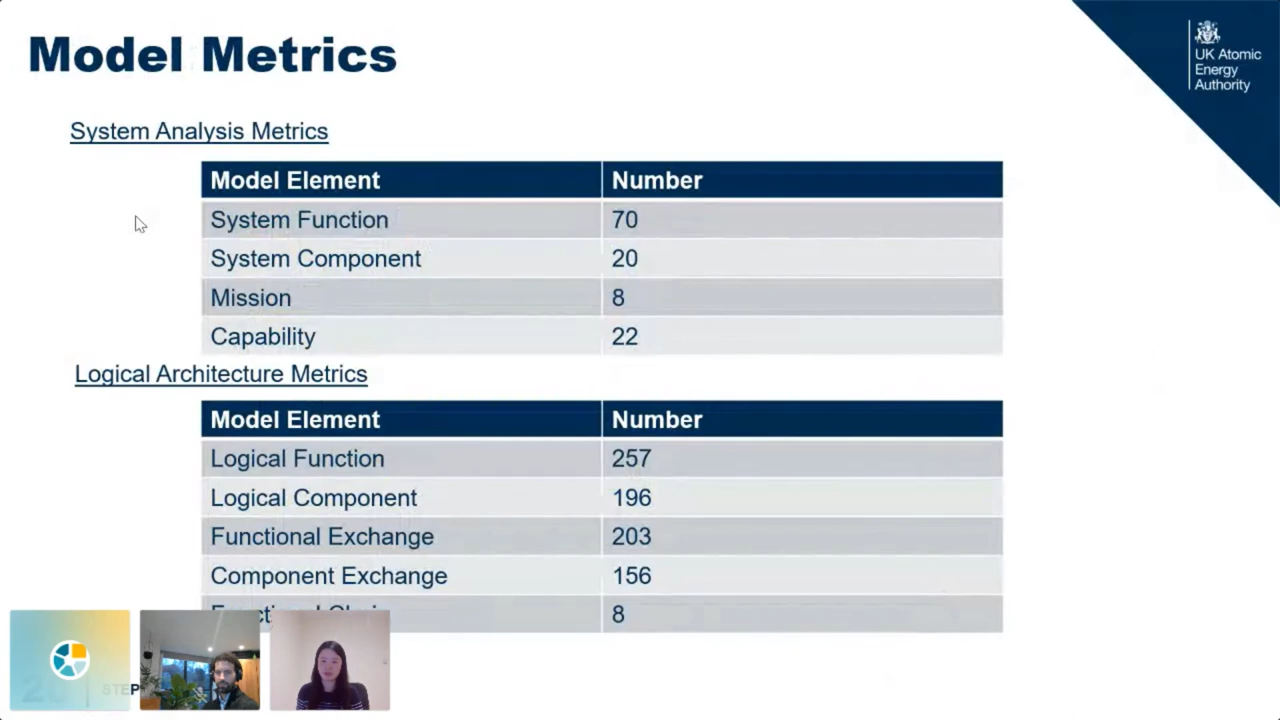 Model Metrics
UK Atomic
Energy
Authority
System Analysis Metrics
Model Element Number
System Function 70
System Component 20
Mission 8
Capability 22
Logical Architecture Metrics
Model Element Number
Logical Function 257
Logical Component 196
Functional Exchange 203
Component Exchange 156
8
STEP